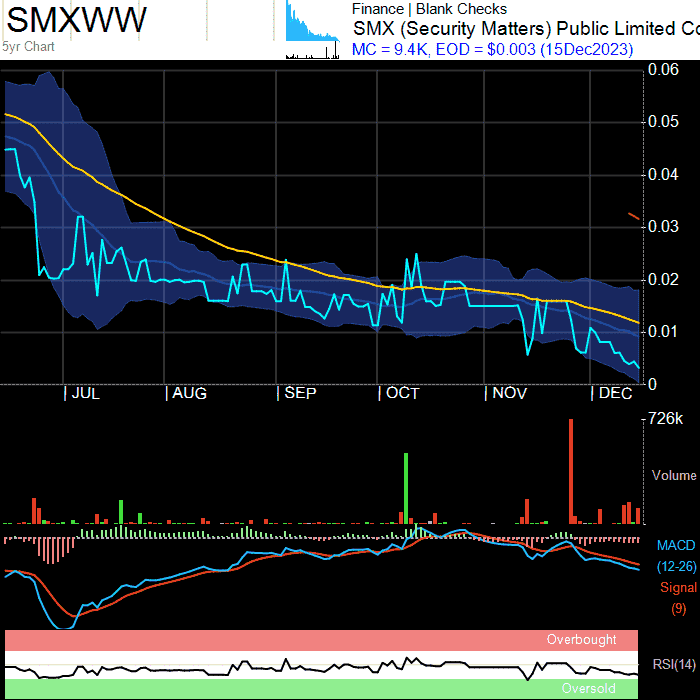 SMXWW
5yr Chart
Finance | Blank Checks
SMX (Security Matters) Public Limited Co
MC = 9.4K, EOD = $0.003 (15Dec2023)
0.06
0.05
0.04
0.03
0.02
0.01
0
JUL AUG SEP OCT NOV DEC
726k
Volume
MACD
(12-26)
Signal
(9)
Overbought
RSI(14)
Oversold